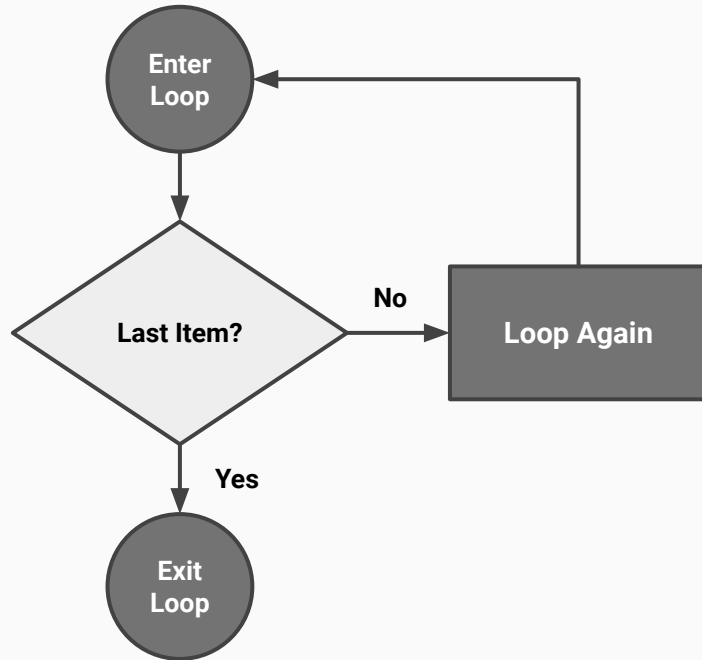 Enter
Loop
Last Item?
No
Loop Again
Yes
Exit
Loop